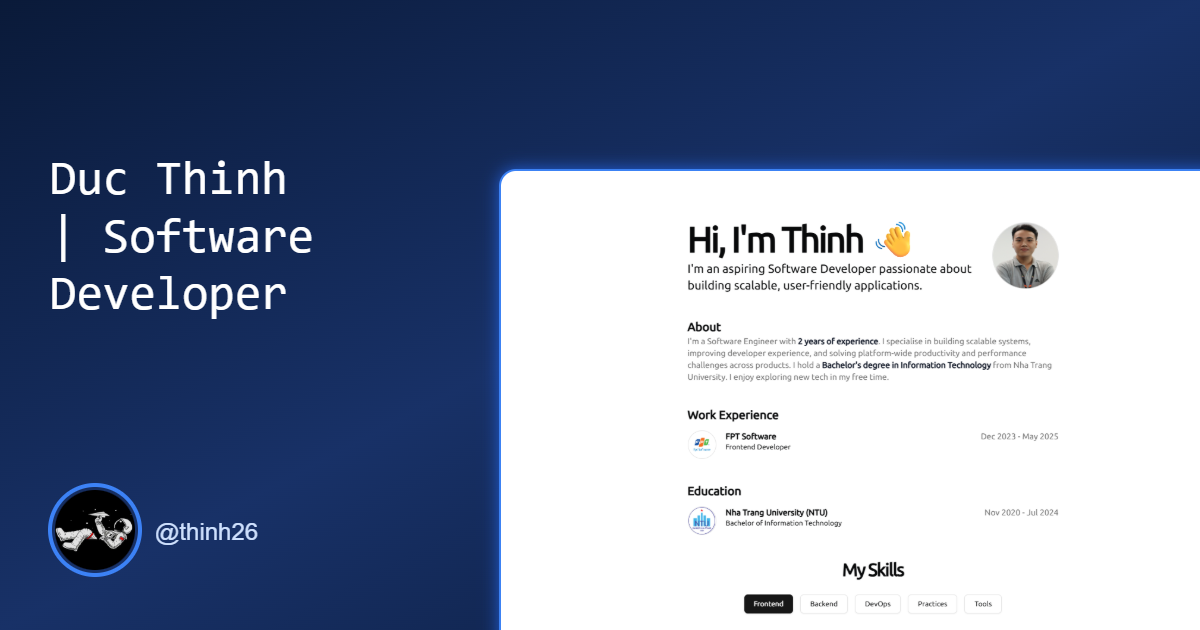 Duc Thinh
| Software
Developer
@thinh26
Hi, I'm Thinh 👋
I'm an aspiring Software Developer passionate about
building scalable, user-friendly applications.
About
I'm a Software Engineer with 2 years of experience. I specialise in building scalable systems,
improving developer experience, and solving platform-wide productivity and performance
challenges across products. I hold a Bachelor's degree in Information Technology from Nha Trang
University. I enjoy exploring new tech in my free time.
Work Experience
FPT Software
Frontend Developer
Dec 2023 - May 2025
Education
Nha Trang University (NTU)
Bachelor of Information Technology
Nov 2020 - Jul 2024
My Skills
Frontend
Backend
DevOps
Practices
Tools